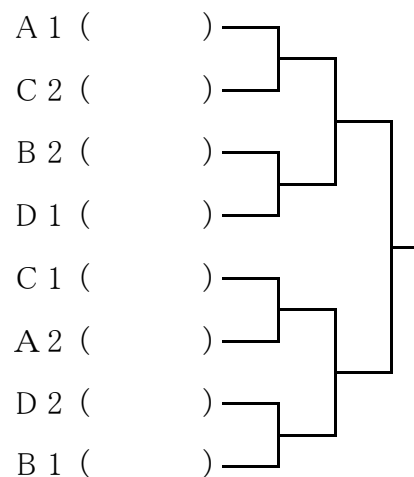 A 1 (          )
C 2 (          )
B 2 (          )
D 1 (          )
C 1 (          )
A 2 (          )
D 2 (          )
B 1 (          )